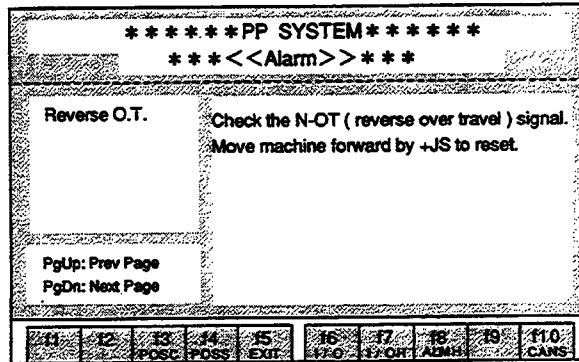 ******PP SYSTEM******
***<<Alarm>>***
Reverse O.T.
Check the N-OT ( reverse over travel ) signal.
Move machine forward by +JS to reset.
PgUp: Prev Page
PgDn: Next Page
f1 f2 f3 f4 f5 f6 f7 f8 f9 f10
POSC POSS EXIT I / O ALMH CANS